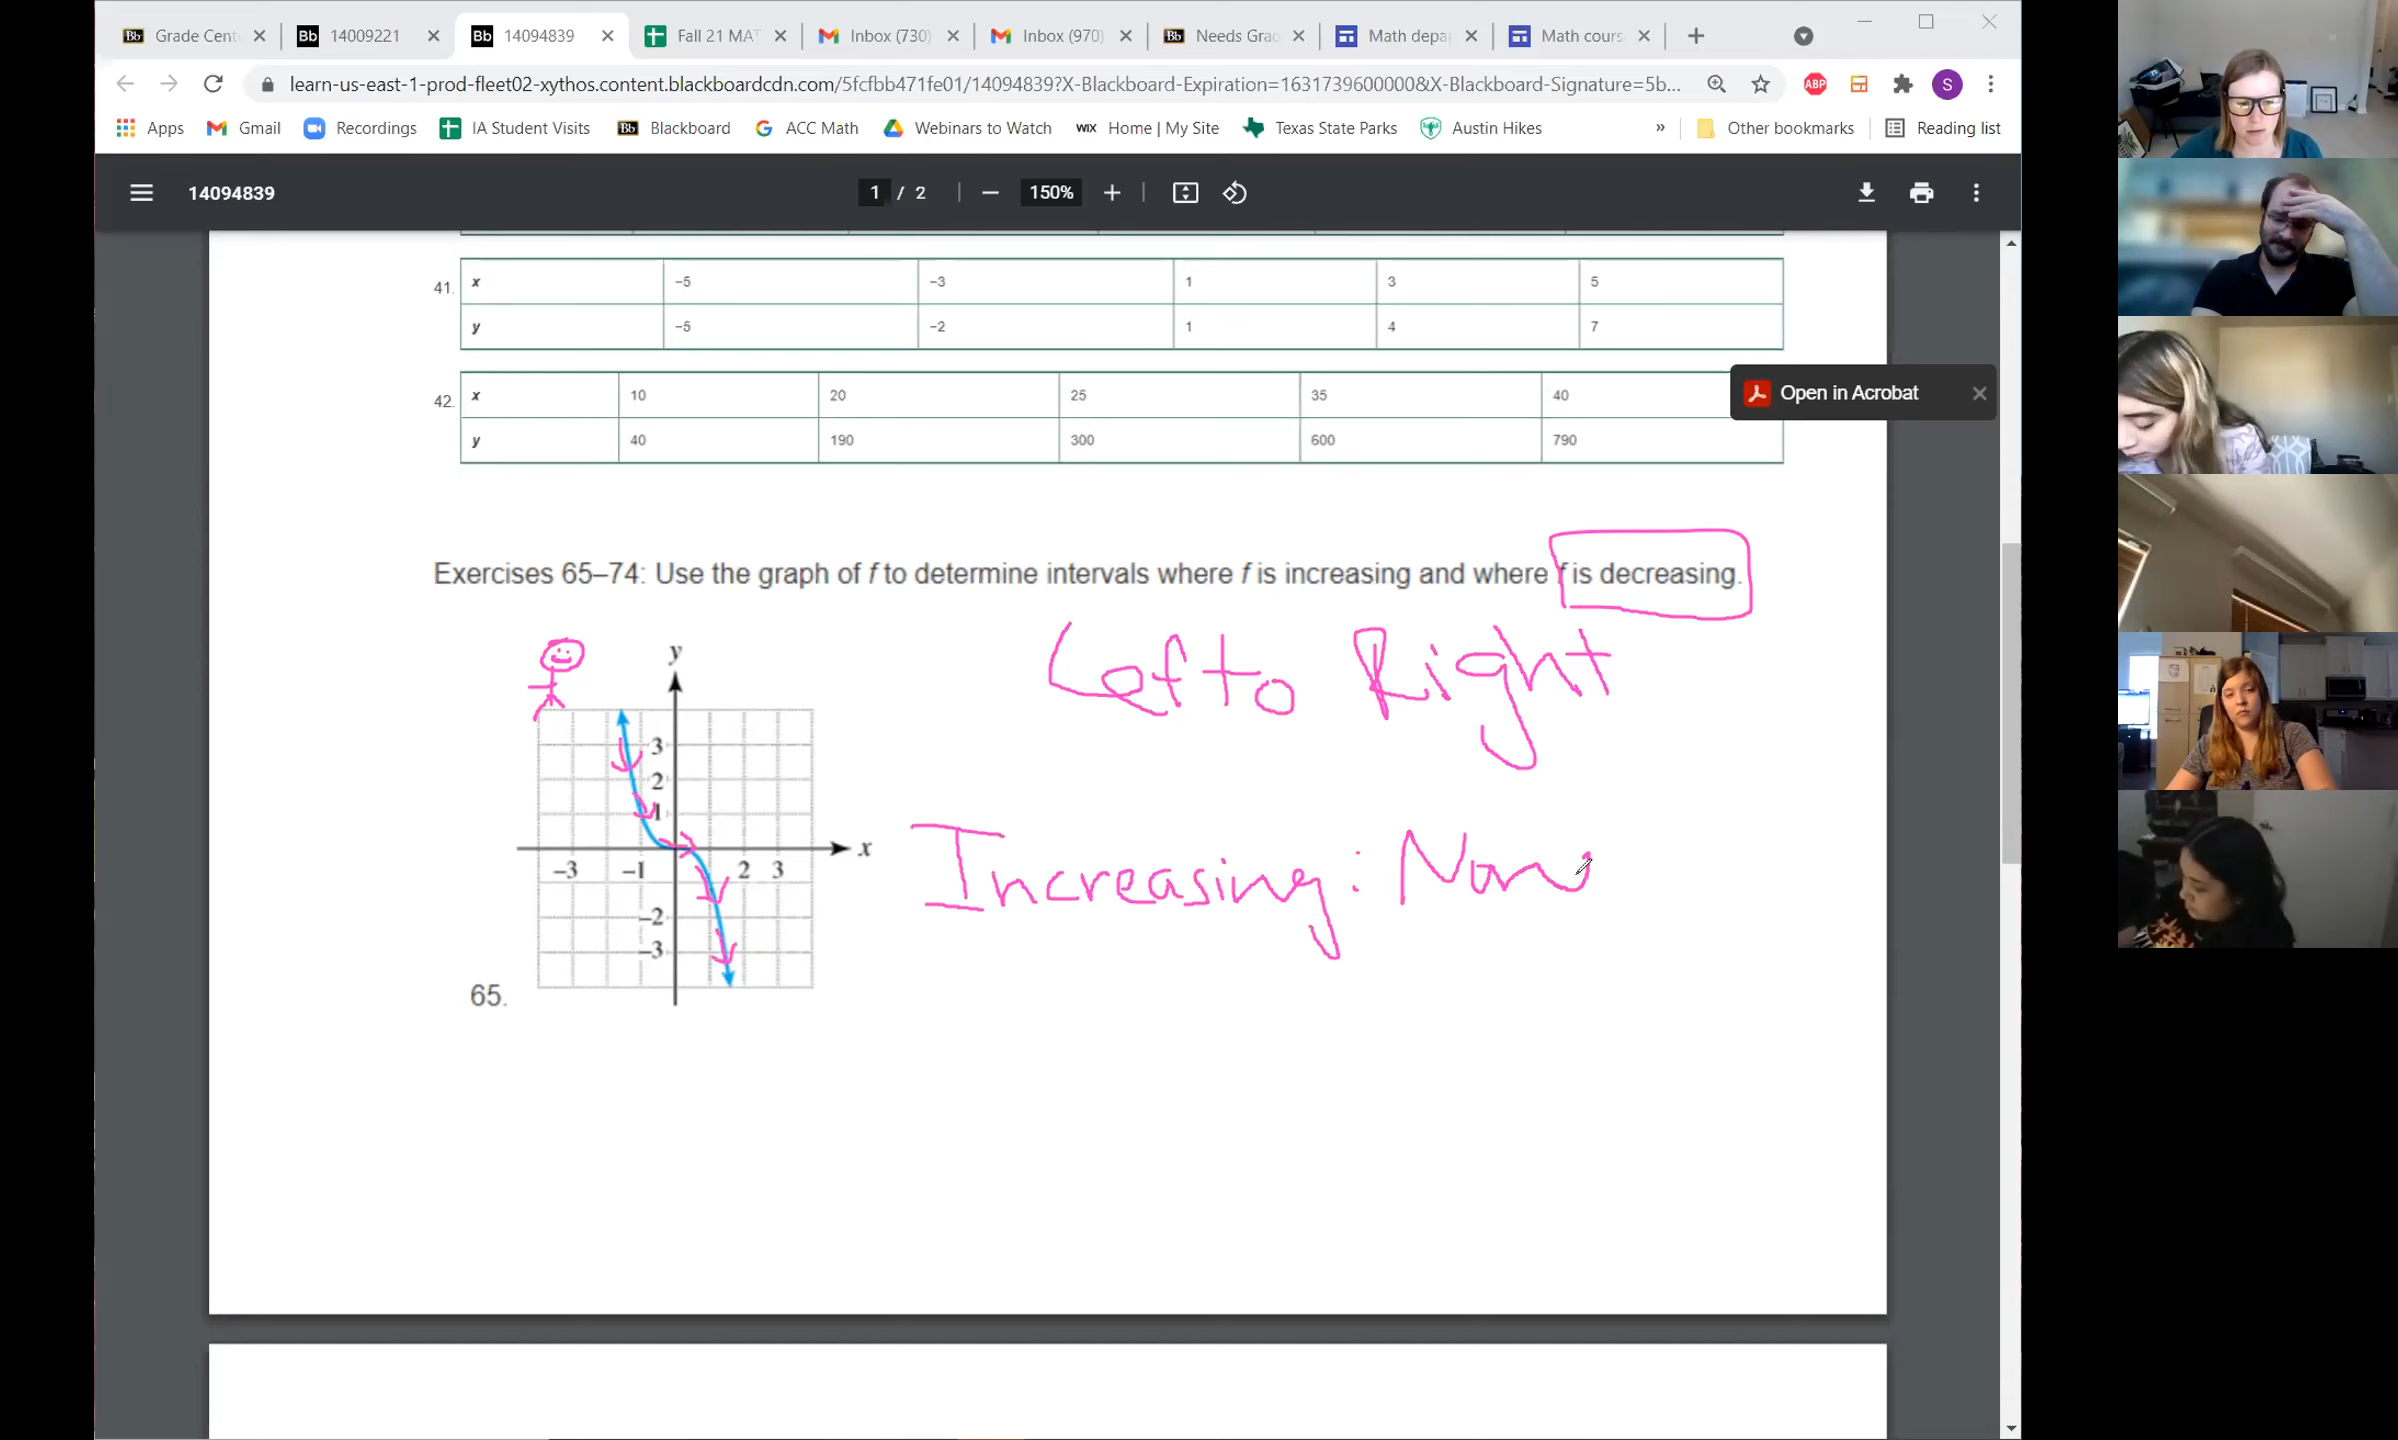 Grade Cent
14009221
14094839
Fall 21 MAT
Inbox (730)
Inbox (970)
Needs Grad
Math depa
Math cours
learn-us-east-1-prod-fleet02-xythos.content.blackboardcdn.com/5cfbb471fe01/14094839?X-Blackboard-Expiration=1631739600000&X-Blackboard-Signature=5b...
ABP
S
Apps
Gmail
Recordings
IA Student Visits
Bb Blackboard
ACC Math
Webinars to Watch
WiX Home | My Site
Texas State Parks
Austin Hikes
»
Other bookmarks
Reading list
14094839
1 / 2
150%
41. x -5 -3 1 3 5
y -5 -2 1 4 7
Open in Acrobat
42. x 10 20 25 35 40
y 40 190 300 600 790
Exercises 65–74: Use the graph of f to determine intervals where f is increasing and where f is decreasing.
Left to Right
y
3
2
1
x
-3 -1 2 3
-2
-3
Increasing: Non
65.